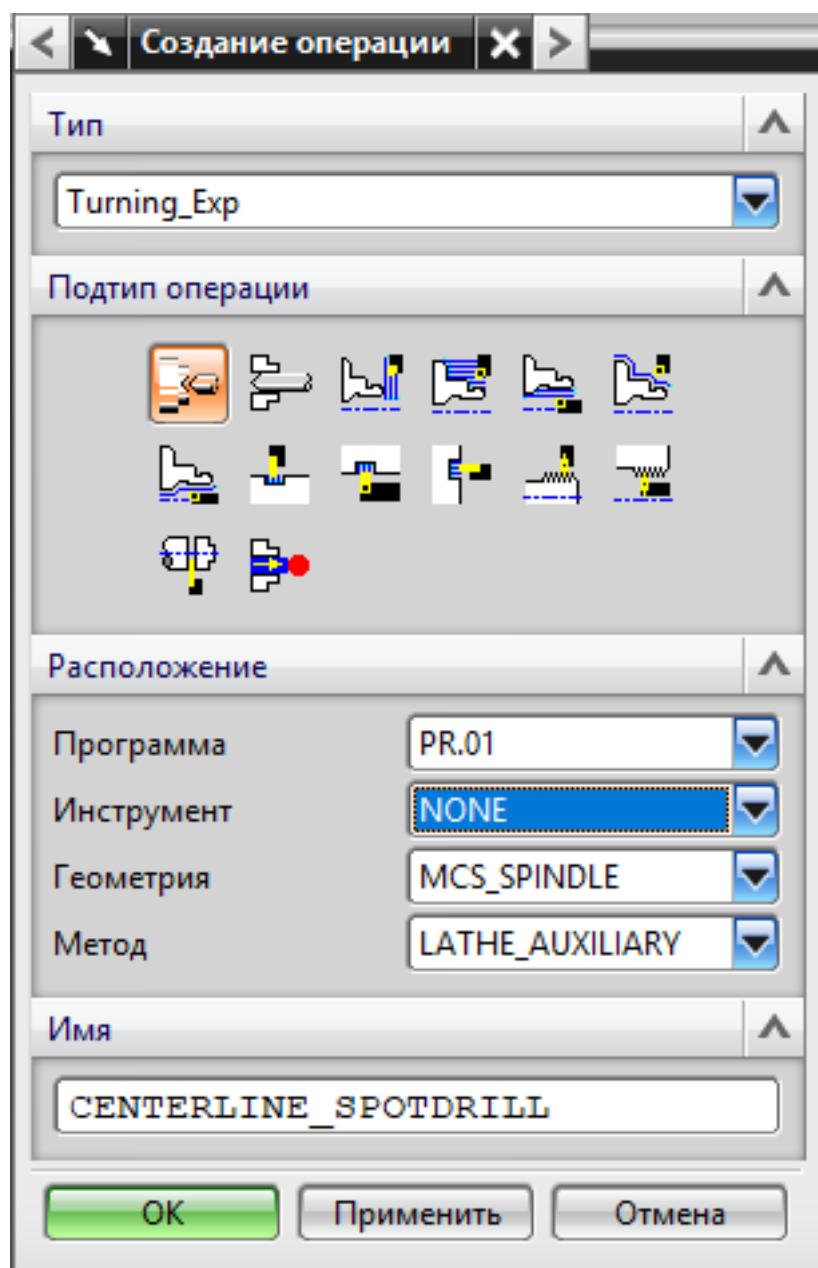 Создание операции
Тип
Turning_Exp
Подтип операции
Расположение
Программа PR.01
Инструмент NONE
Геометрия MCS_SPINDLE
Метод LATHE_AUXILIARY
Имя
CENTERLINE_SPOTDRILL
OK Применить Отмена